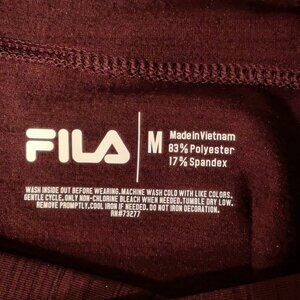 FILA
M
Made in Vietnam
83% Polyester
17% Spandex
WASH INSIDE OUT BEFORE WEARING. MACHINE WASH COLD WITH LIKE COLORS,
GENTLE CYCLE. ONLY NON-CHLORINE BLEACH WHEN NEEDED. TUMBLE DRY LOW.
REMOVE PROMPTLY. COOL IRON IF NEEDED. DO NOT IRON DECORATION.
RN#73277